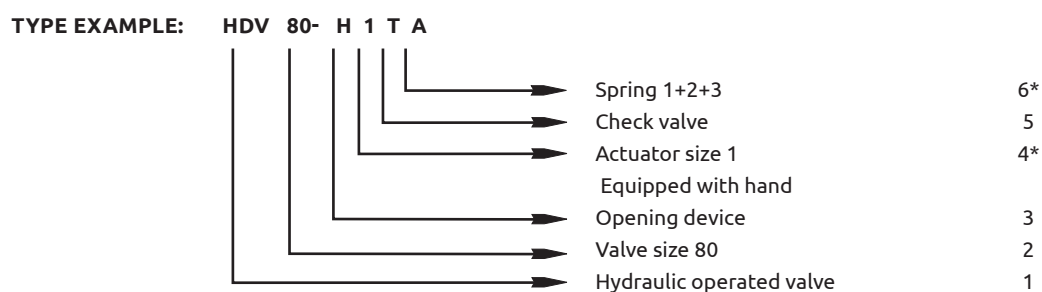 TYPE EXAMPLE: HDV 80- H 1 T A
Spring 1+2+3 6*
Check valve 5
Actuator size 1 4*
Equipped with hand
Opening device 3
Valve size 80 2
Hydraulic operated valve 1